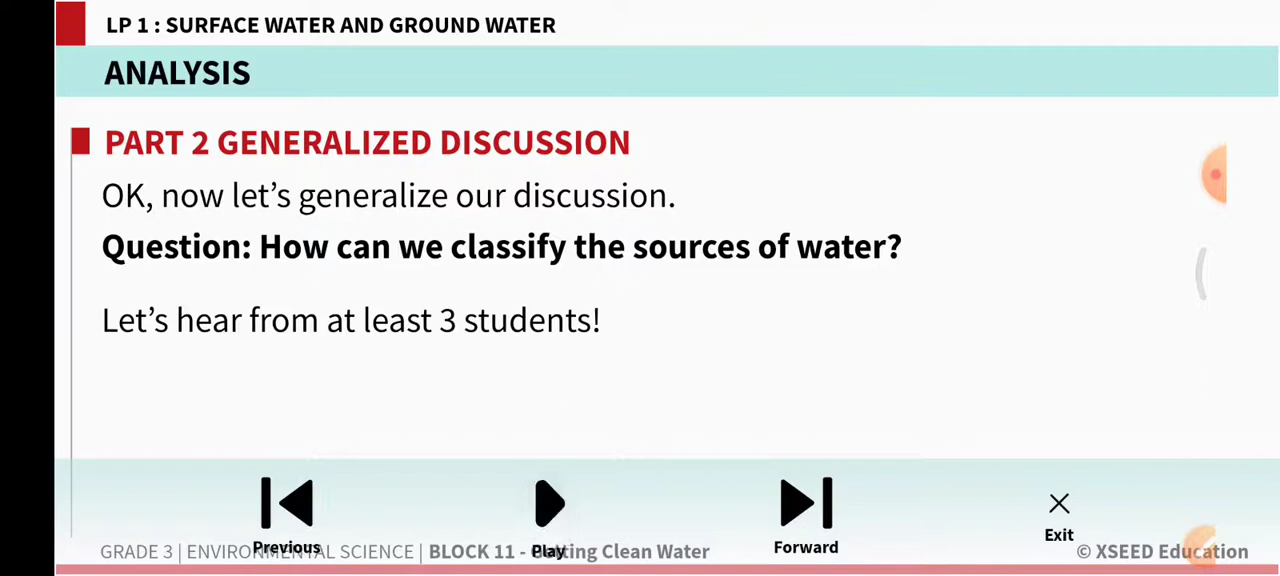 LP 1 : SURFACE WATER AND GROUND WATER
ANALYSIS
PART 2 GENERALIZED DISCUSSION
OK, now let's generalize our discussion.
Question: How can we classify the sources of water?
Let's hear from at least 3 students!
Previous
Play
Forward
Exit
GRADE 3 | ENVIRONMENTAL SCIENCE | BLOCK 11 - Getting Clean Water
© XSEED Education